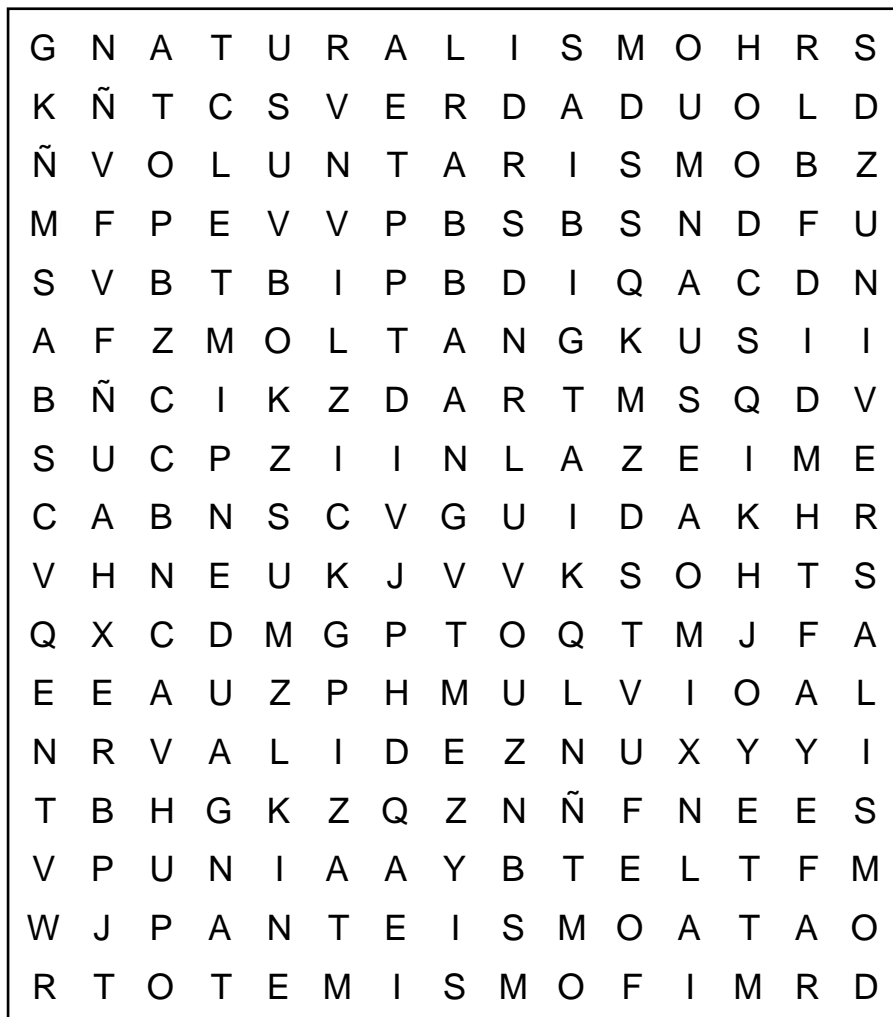 G N A T U R A L I S M O H R S
K Ñ T C S V E R D A D U O L D
Ñ V O L U N T A R I S M O B Z
M F P E V V P B S B S N D F U
S V B T B I P B D I Q A C D N
A F Z M O L T A N G K U S I I
B Ñ C I K Z D A R T M S Q D V
S U C P Z I I N L A Z E I M E
C A B N S C V G U I D A K H R
V H N E U K J V V K S O H T S
Q X C D M G P T O Q T M J F A
E E A U Z P H M U L V I O A L
N R V A L I D E Z N U X Y Y I
T B H G K Z Q Z N Ñ F N E E S
V P U N I A A Y B T E L T F M
W J P A N T E I S M O A T A O
R T O T E M I S M O F I M R D